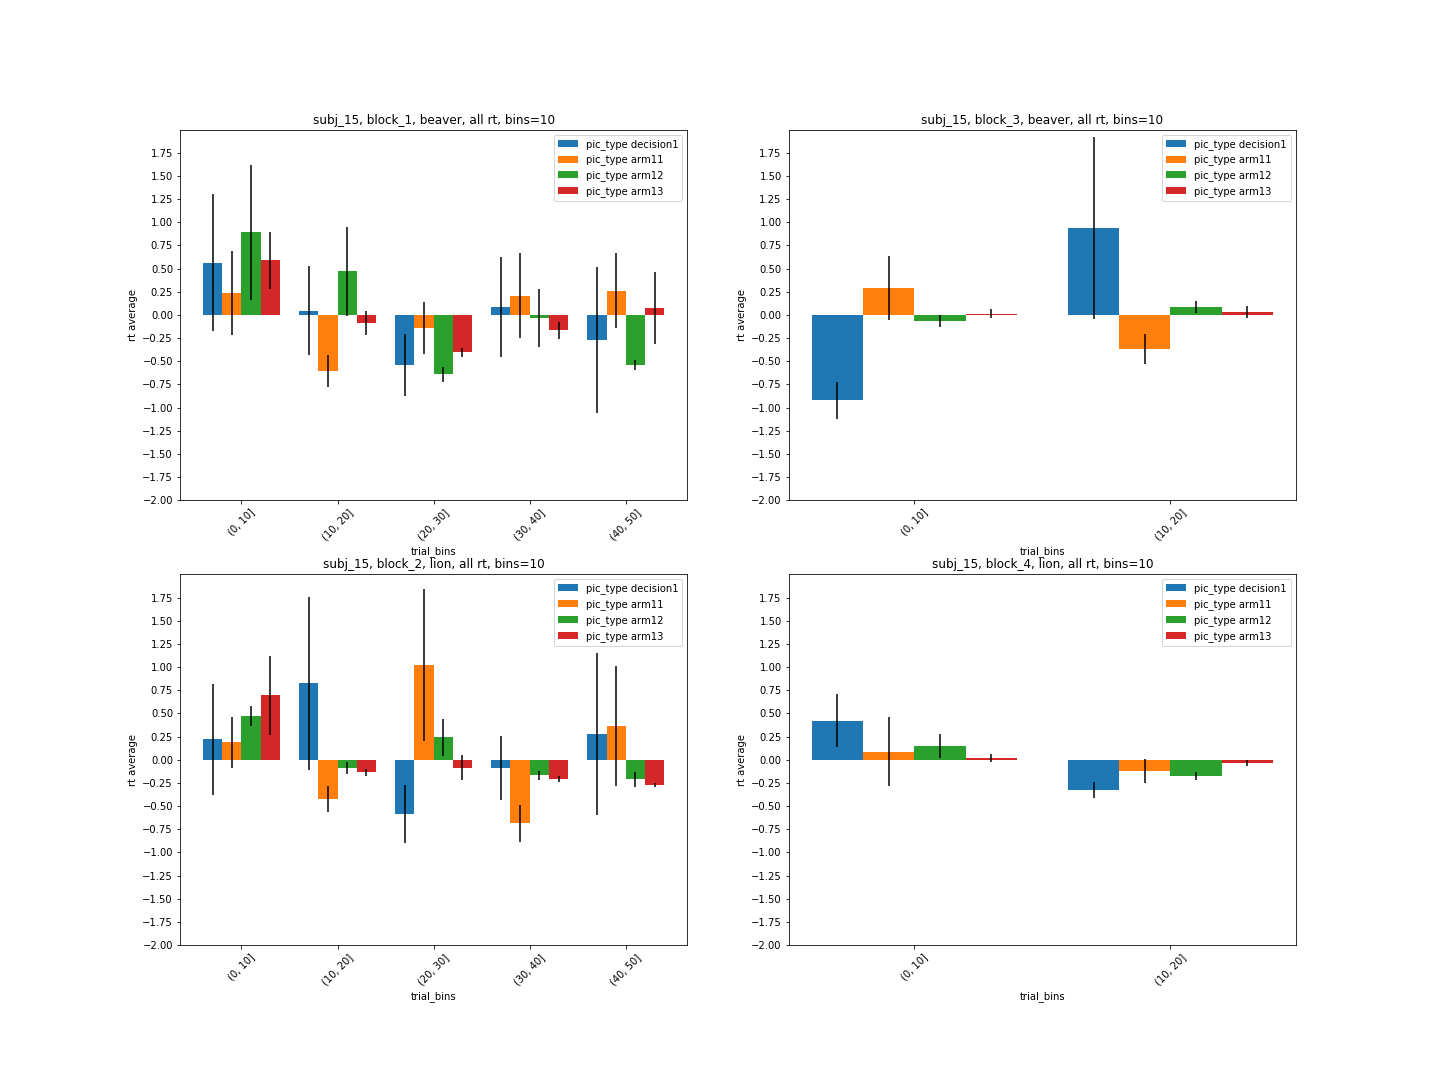 subj_15, block_1, beaver, all rt, bins=10
pic_type decision1
pic_type arm11
pic_type arm12
pic_type arm13
1.75
1.50
1.25
1.00
0.75
0.50
0.25
0.00
−0.25
−0.50
−0.75
−1.00
−1.25
−1.50
−1.75
−2.00
rt average
(0, 10]
(10, 20]
(20, 30]
(30, 40]
(40, 50]
trial_bins
subj_15, block_3, beaver, all rt, bins=10
pic_type decision1
pic_type arm11
pic_type arm12
pic_type arm13
1.75
1.50
1.25
1.00
0.75
0.50
0.25
0.00
−0.25
−0.50
−0.75
−1.00
−1.25
−1.50
−1.75
−2.00
rt average
(0, 10]
(10, 20]
trial_bins
subj_15, block_2, lion, all rt, bins=10
pic_type decision1
pic_type arm11
pic_type arm12
pic_type arm13
1.75
1.50
1.25
1.00
0.75
0.50
0.25
0.00
−0.25
−0.50
−0.75
−1.00
−1.25
−1.50
−1.75
−2.00
rt average
(0, 10]
(10, 20]
(20, 30]
(30, 40]
(40, 50]
trial_bins
subj_15, block_4, lion, all rt, bins=10
pic_type decision1
pic_type arm11
pic_type arm12
pic_type arm13
1.75
1.50
1.25
1.00
0.75
0.50
0.25
0.00
−0.25
−0.50
−0.75
−1.00
−1.25
−1.50
−1.75
−2.00
rt average
(0, 10]
(10, 20]
trial_bins